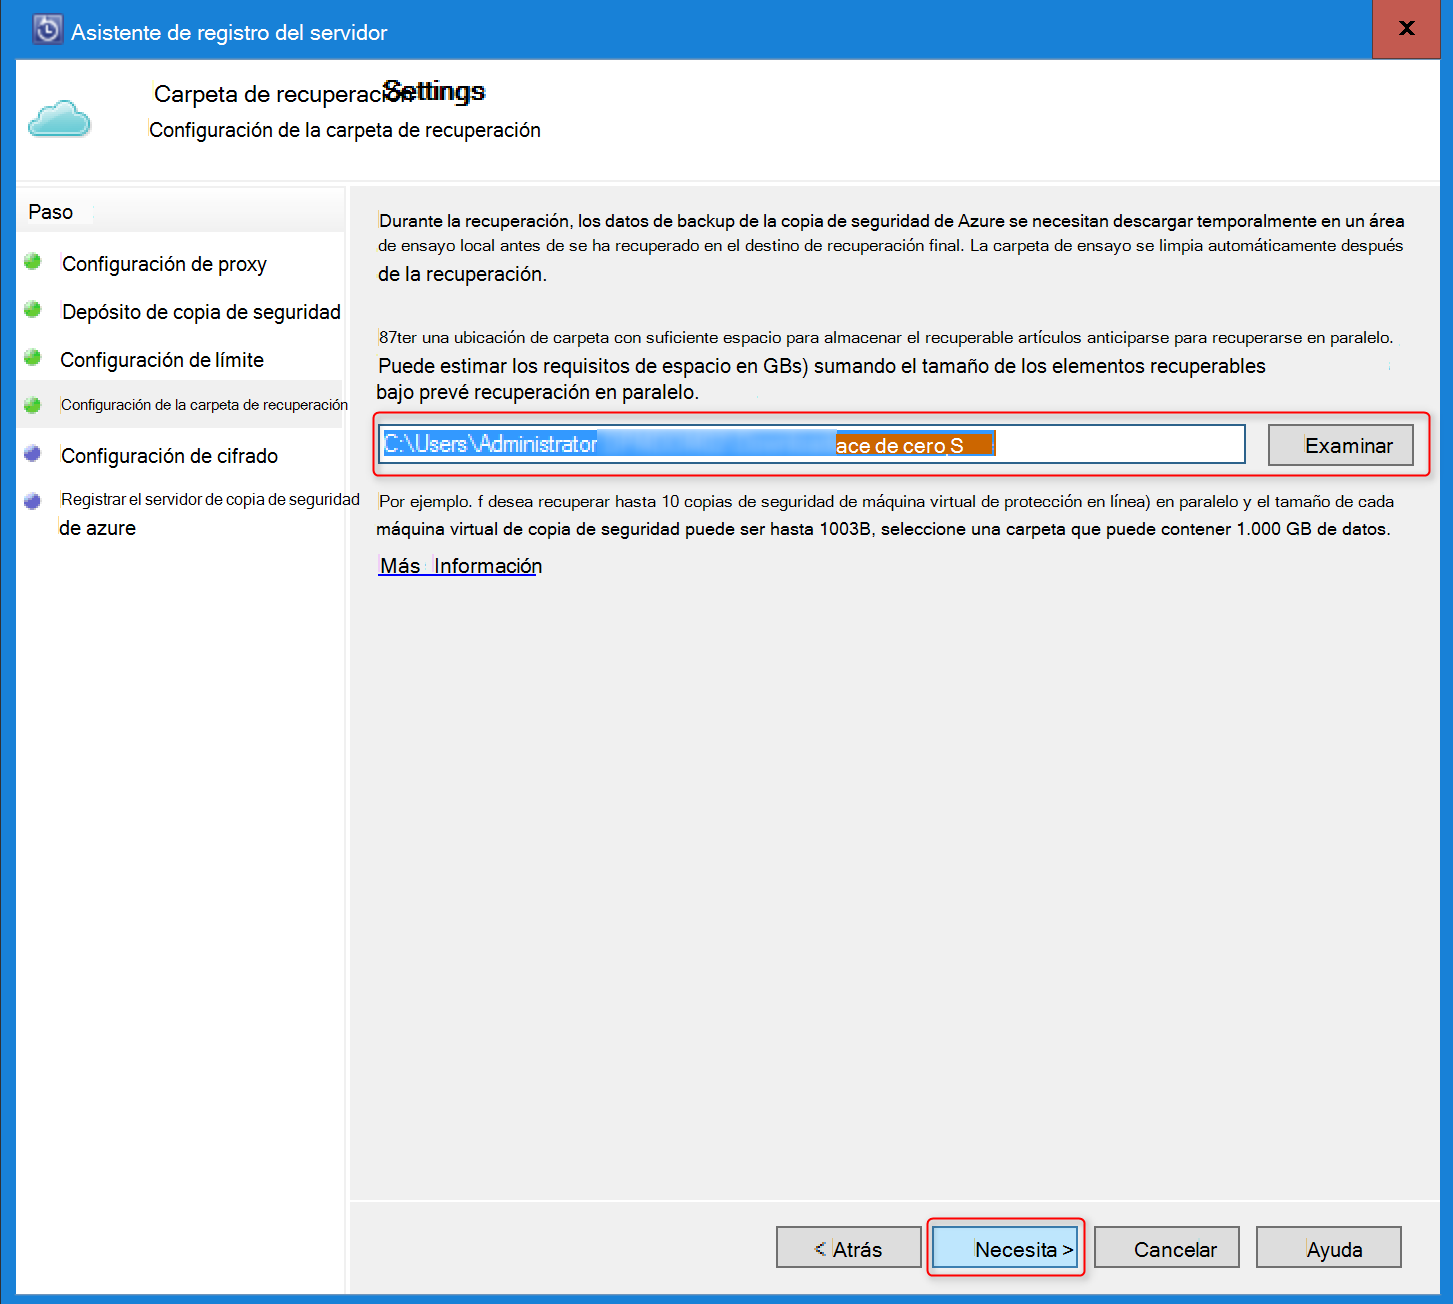 Asistente de registro del servidor
x
Carpeta de recuperación Settings
Configuración de la carpeta de recuperación
Paso
Configuración de proxy
Depósito de copia de seguridad
Configuración de límite
Configuración de la carpeta de recuperación
Configuración de cifrado
Registrar el servidor de copia de seguridad
de azure
Durante la recuperación, los datos de backup de la copia de seguridad de Azure se necesitan descargar temporalmente en un área
de ensayo local antes de se ha recuperado en el destino de recuperación final. La carpeta de ensayo se limpia automáticamente después
de la recuperación.
87ter una ubicación de carpeta con suficiente espacio para almacenar el recuperable artículos anticiparse para recuperarse en paralelo.
Puede estimar los requisitos de espacio en GBs) sumando el tamaño de los elementos recuperables
bajo prevé recuperación en paralelo.
C:\Users\Administrator ace de cero,S
Examinar
Por ejemplo. f desea recuperar hasta 10 copias de seguridad de máquina virtual de protección en línea) en paralelo y el tamaño de cada
máquina virtual de copia de seguridad puede ser hasta 1003B, seleccione una carpeta que puede contener 1.000 GB de datos.
Más Información
< Atrás
Necesita >
Cancelar
Ayuda